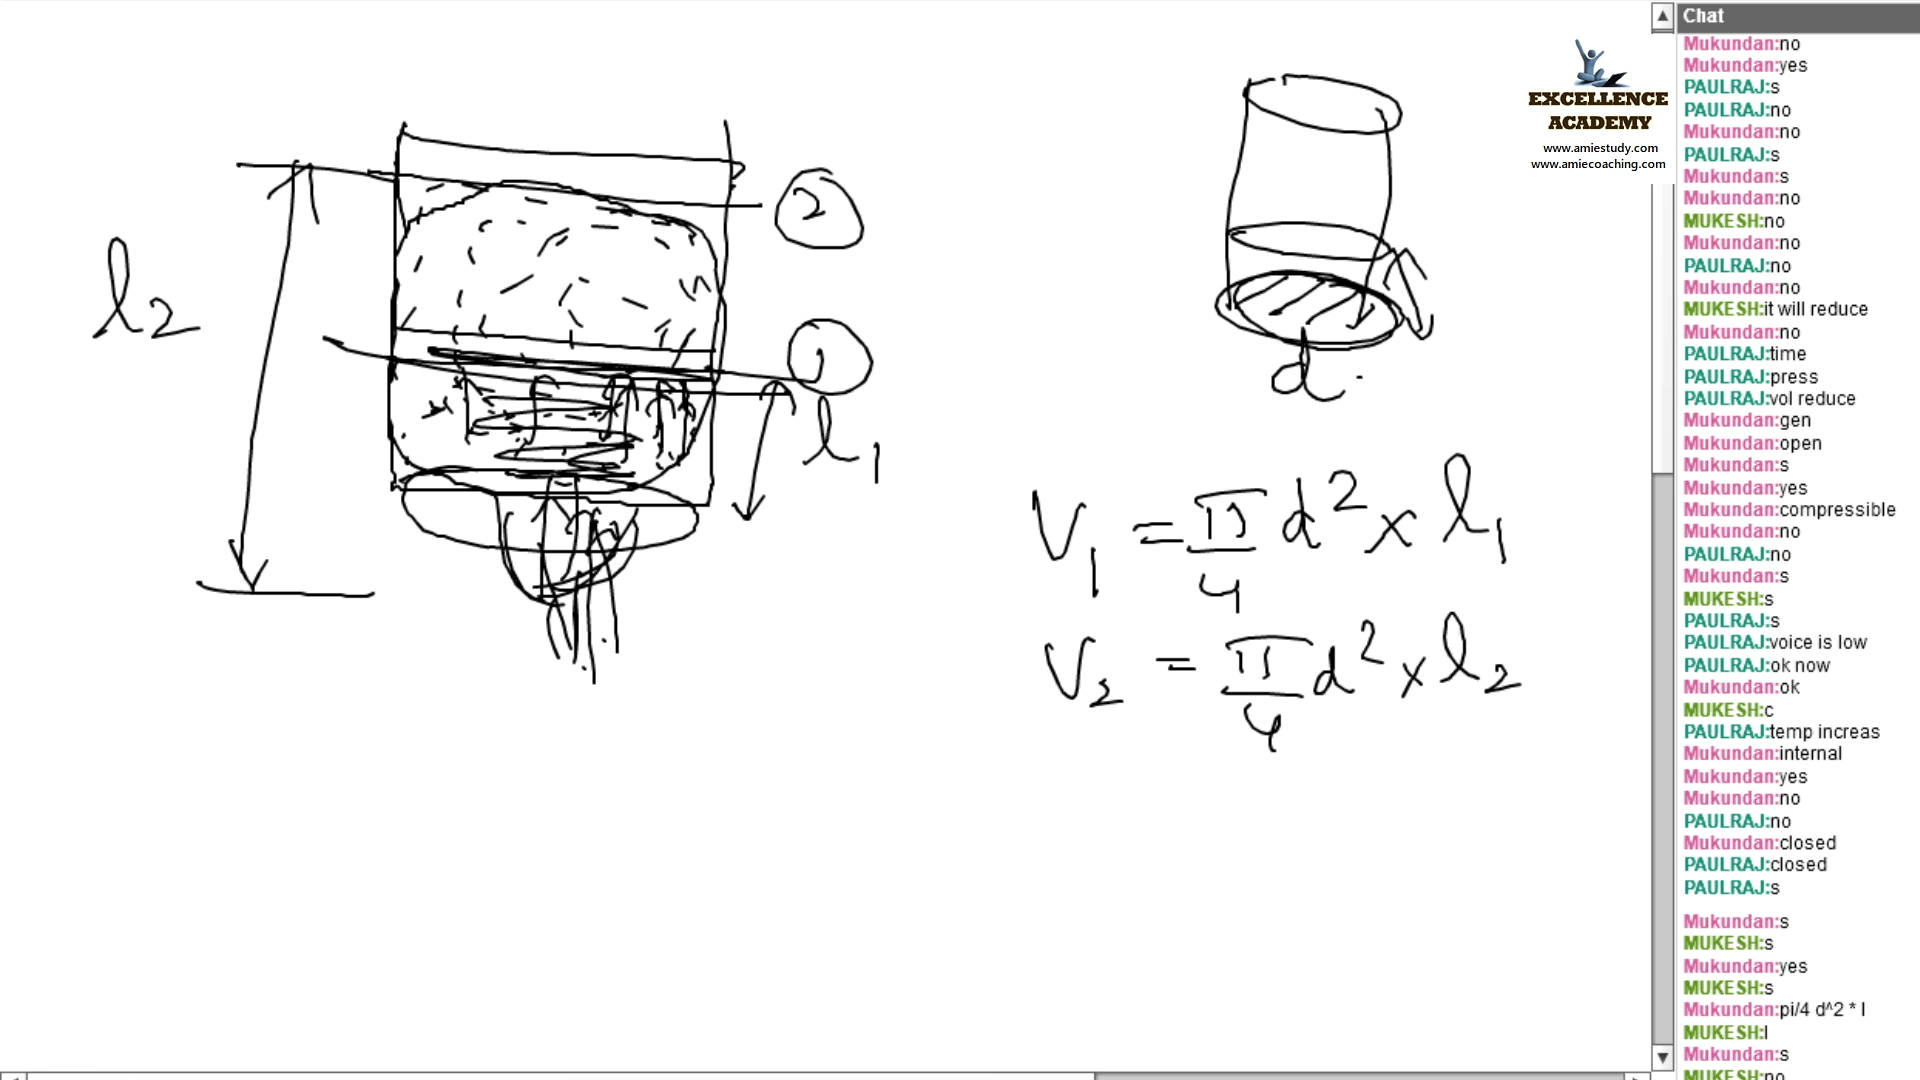 EXCELLENCE
ACADEMY
www.amiestudy.com
www.amiecoaching.com
2
l2
1
l1
d
V1 = π/4 d² x l1
V2 = π/4 d² x l2
Chat
Mukundan:no
Mukundan:yes
PAULRAJ:s
PAULRAJ:no
Mukundan:no
PAULRAJ:s
Mukundan:s
Mukundan:no
MUKESH:no
Mukundan:no
PAULRAJ:no
Mukundan:no
MUKESH:it will reduce
Mukundan:no
PAULRAJ:time
PAULRAJ:press
PAULRAJ:vol reduce
Mukundan:gen
Mukundan:open
Mukundan:s
Mukundan:yes
Mukundan:compressible
Mukundan:no
PAULRAJ:no
Mukundan:s
MUKESH:s
PAULRAJ:s
PAULRAJ:voice is low
PAULRAJ:ok now
Mukundan:ok
MUKESH:c
PAULRAJ:temp increas
Mukundan:internal
Mukundan:yes
Mukundan:no
PAULRAJ:no
Mukundan:closed
PAULRAJ:closed
PAULRAJ:s
Mukundan:s
MUKESH:s
Mukundan:yes
MUKESH:s
Mukundan:pi/4 d^2 * l
MUKESH:l
Mukundan:s
MUKESH:no